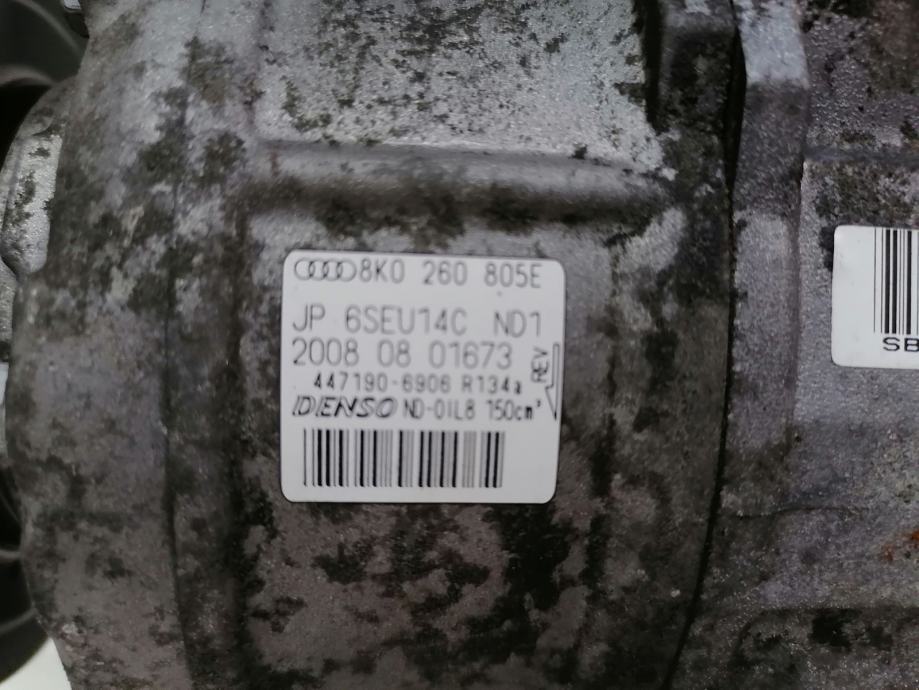 8K0 260 805E
JP 6SEU14C ND1
2008 08 01673
REV
447190-6906 R134a
DENSO ND-OIL8 150cm³
SB